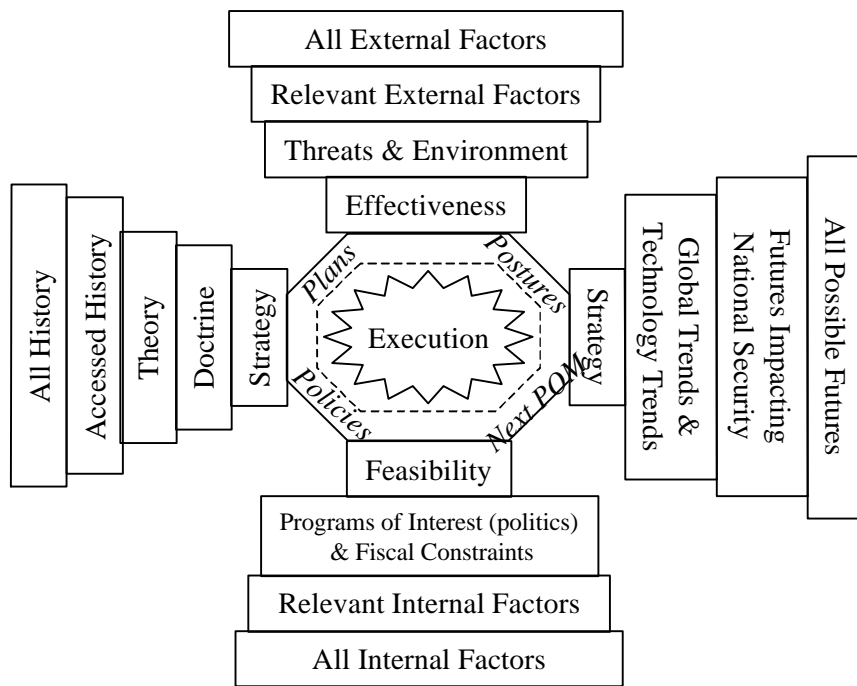 All External Factors
Relevant External Factors
Threats & Environment
Effectiveness
All History
Accessed History
Theory
Doctrine
Strategy
Plans
Postures
Execution
Policies
Next POM
Strategy
Global Trends &
Technology Trends
Futures Impacting
National Security
All Possible Futures
Feasibility
Programs of Interest (politics)
& Fiscal Constraints
Relevant Internal Factors
All Internal Factors